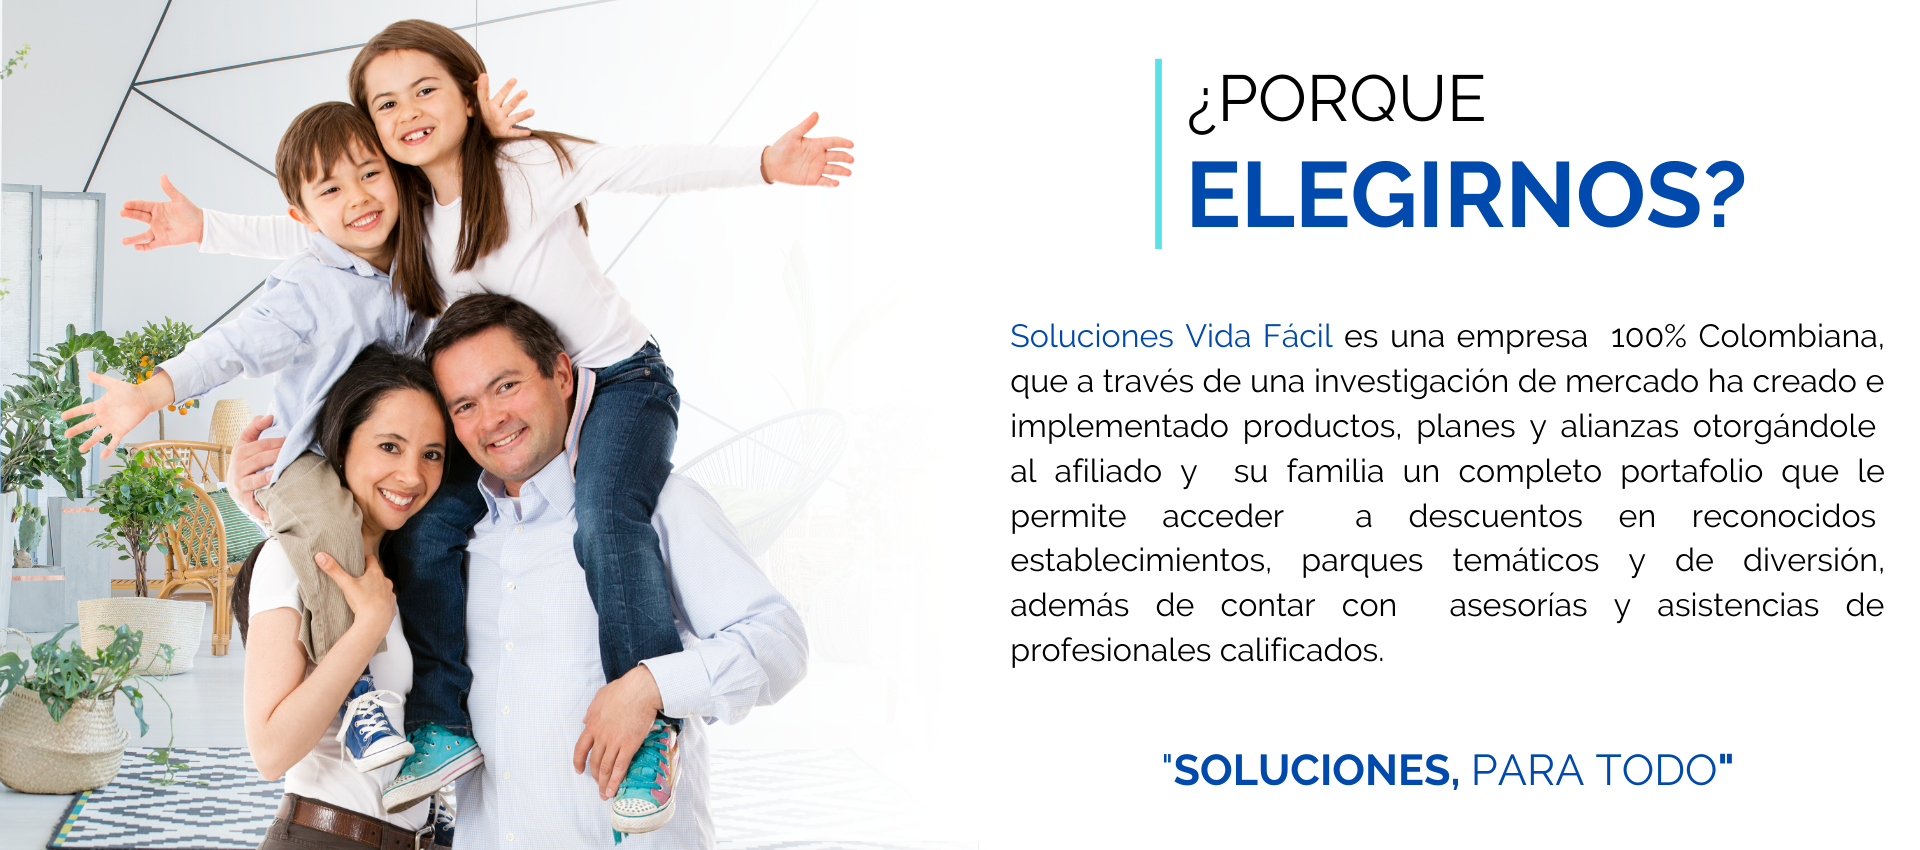 ¿PORQUE
ELEGIRNOS?
Soluciones Vida Fácil es una empresa 100% Colombiana,
que a través de una investigación de mercado ha creado e
implementado productos, planes y alianzas otorgándole
al afiliado y su familia un completo portafolio que le
permite acceder a descuentos en reconocidos
establecimientos, parques temáticos y de diversión,
además de contar con asesorías y asistencias de
profesionales calificados.
"SOLUCIONES, PARA TODO"